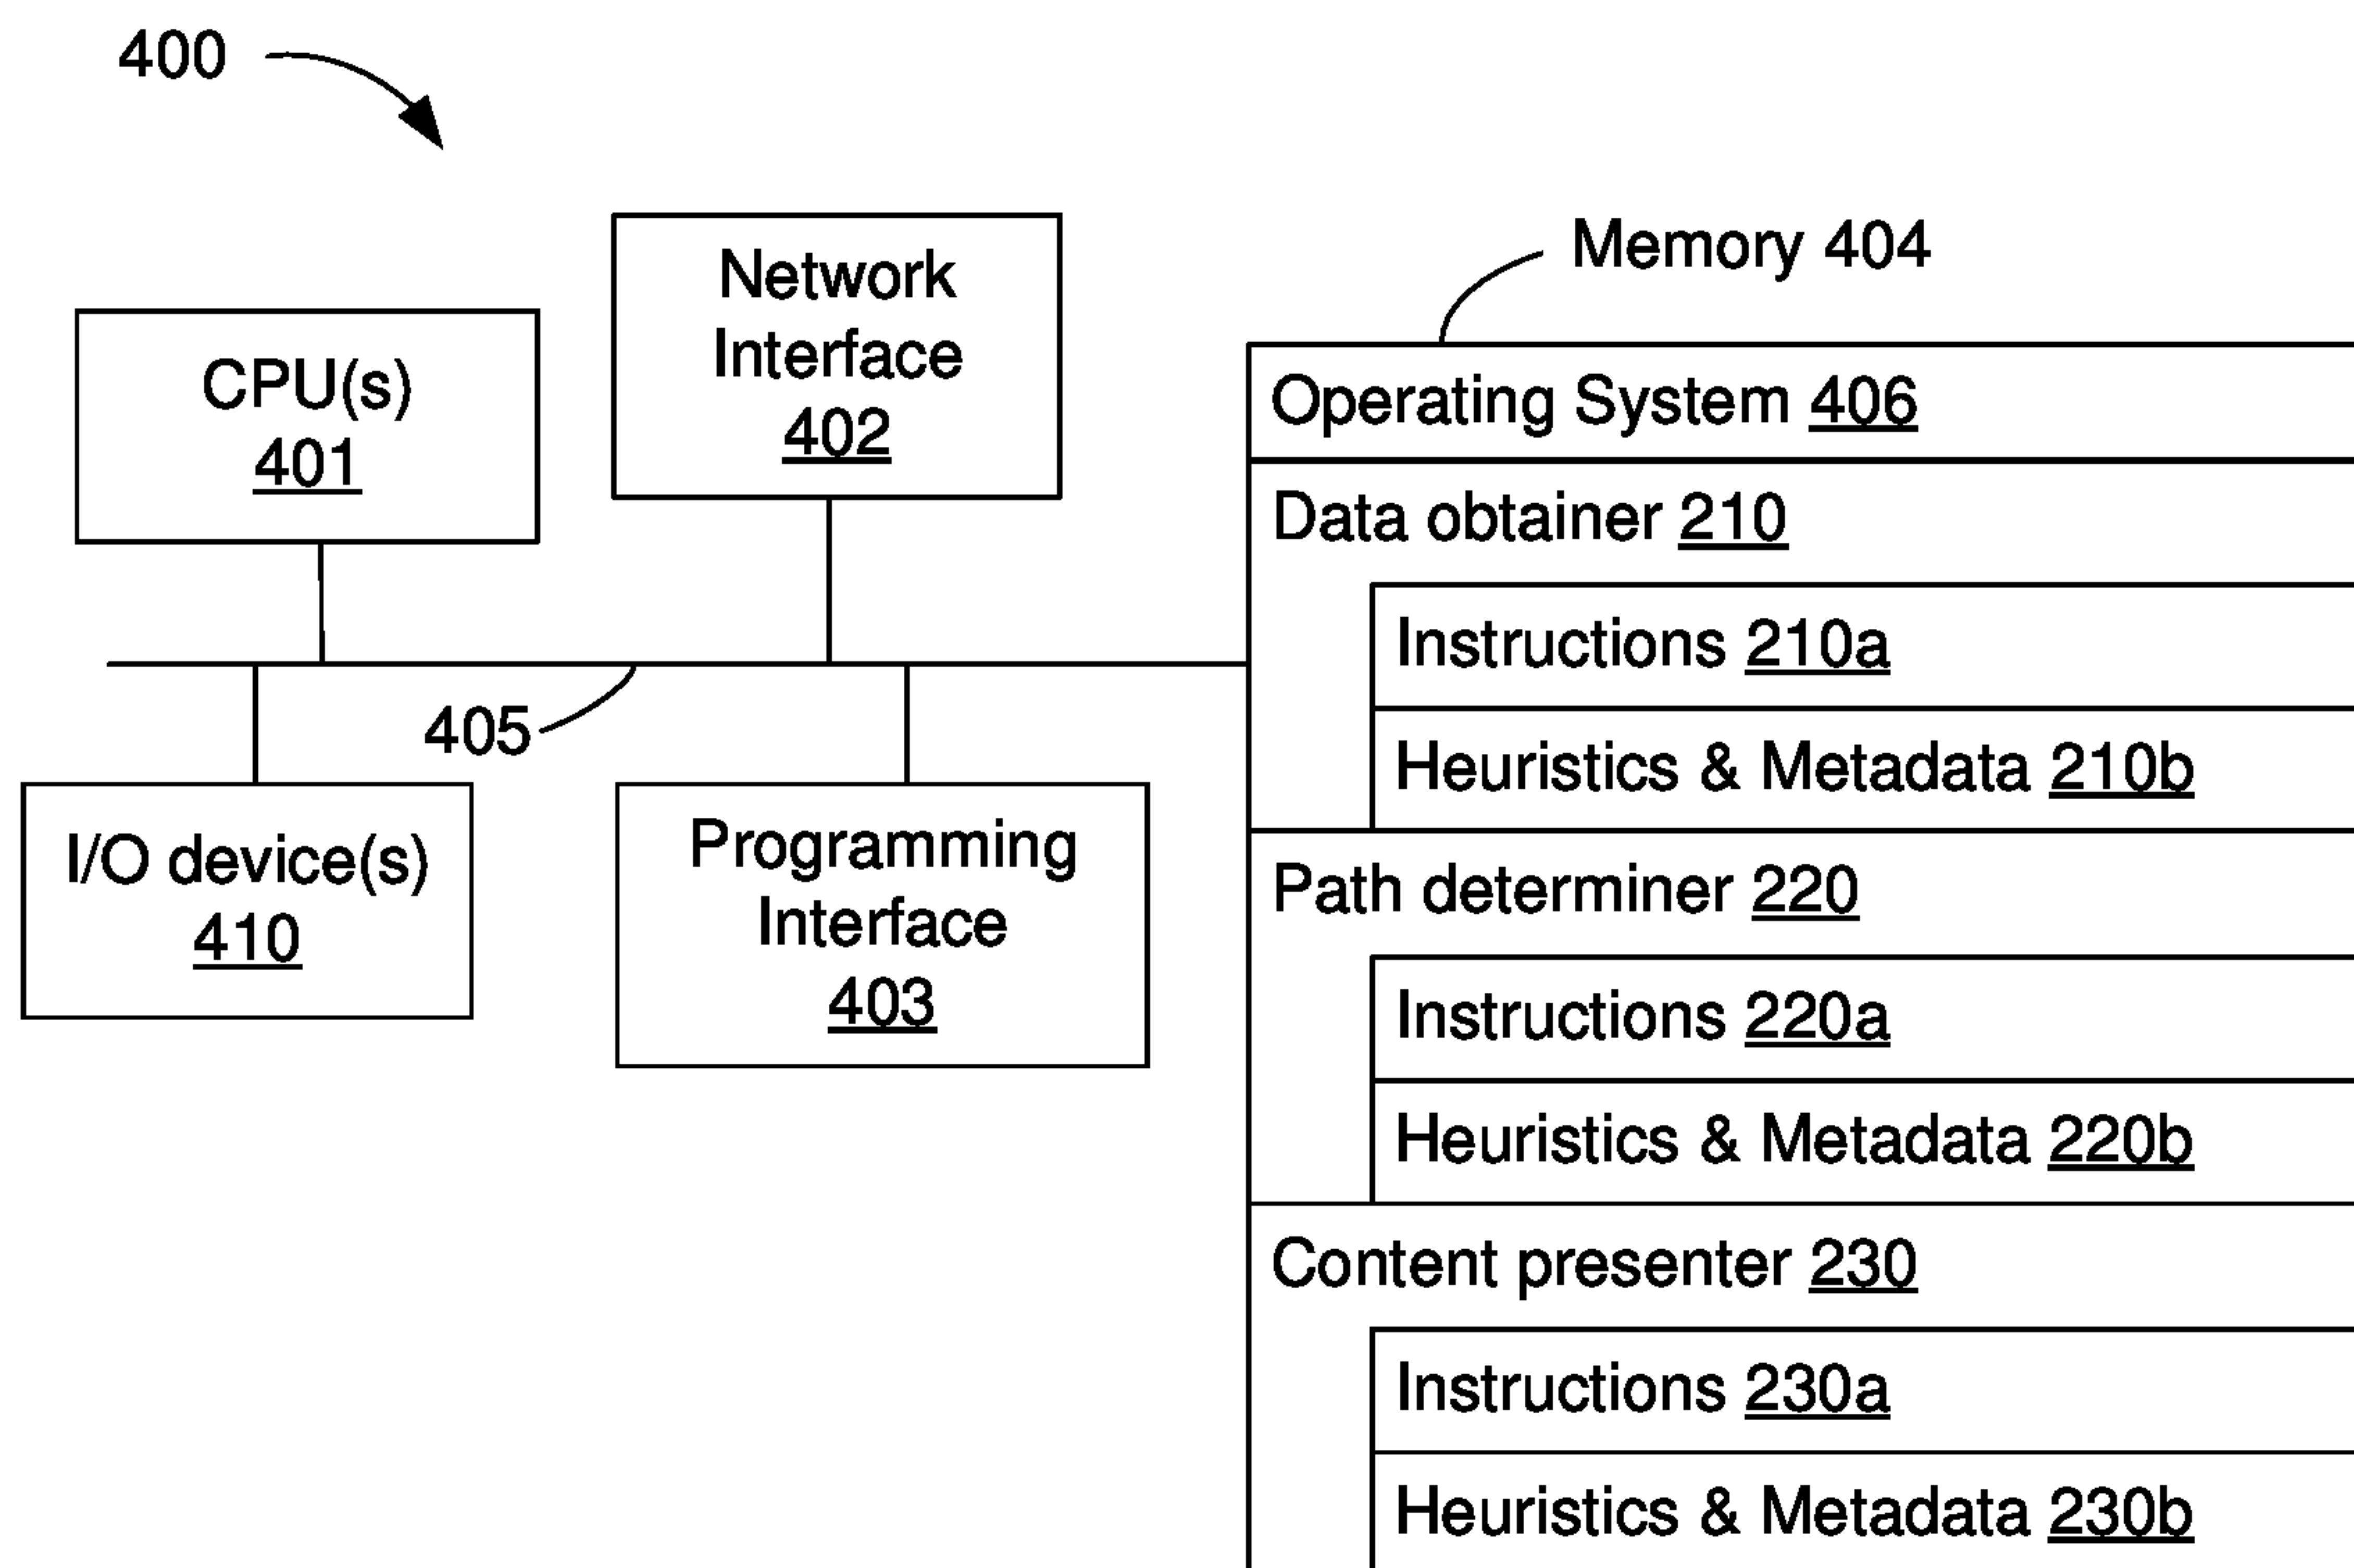 400
CPU(s)
401
Network
Interface
402
405
I/O device(s)
410
Programming
Interface
403
Memory 404
Operating System 406
Data obtainer 210
Instructions 210a
Heuristics & Metadata 210b
Path determiner 220
Instructions 220a
Heuristics & Metadata 220b
Content presenter 230
Instructions 230a
Heuristics & Metadata 230b